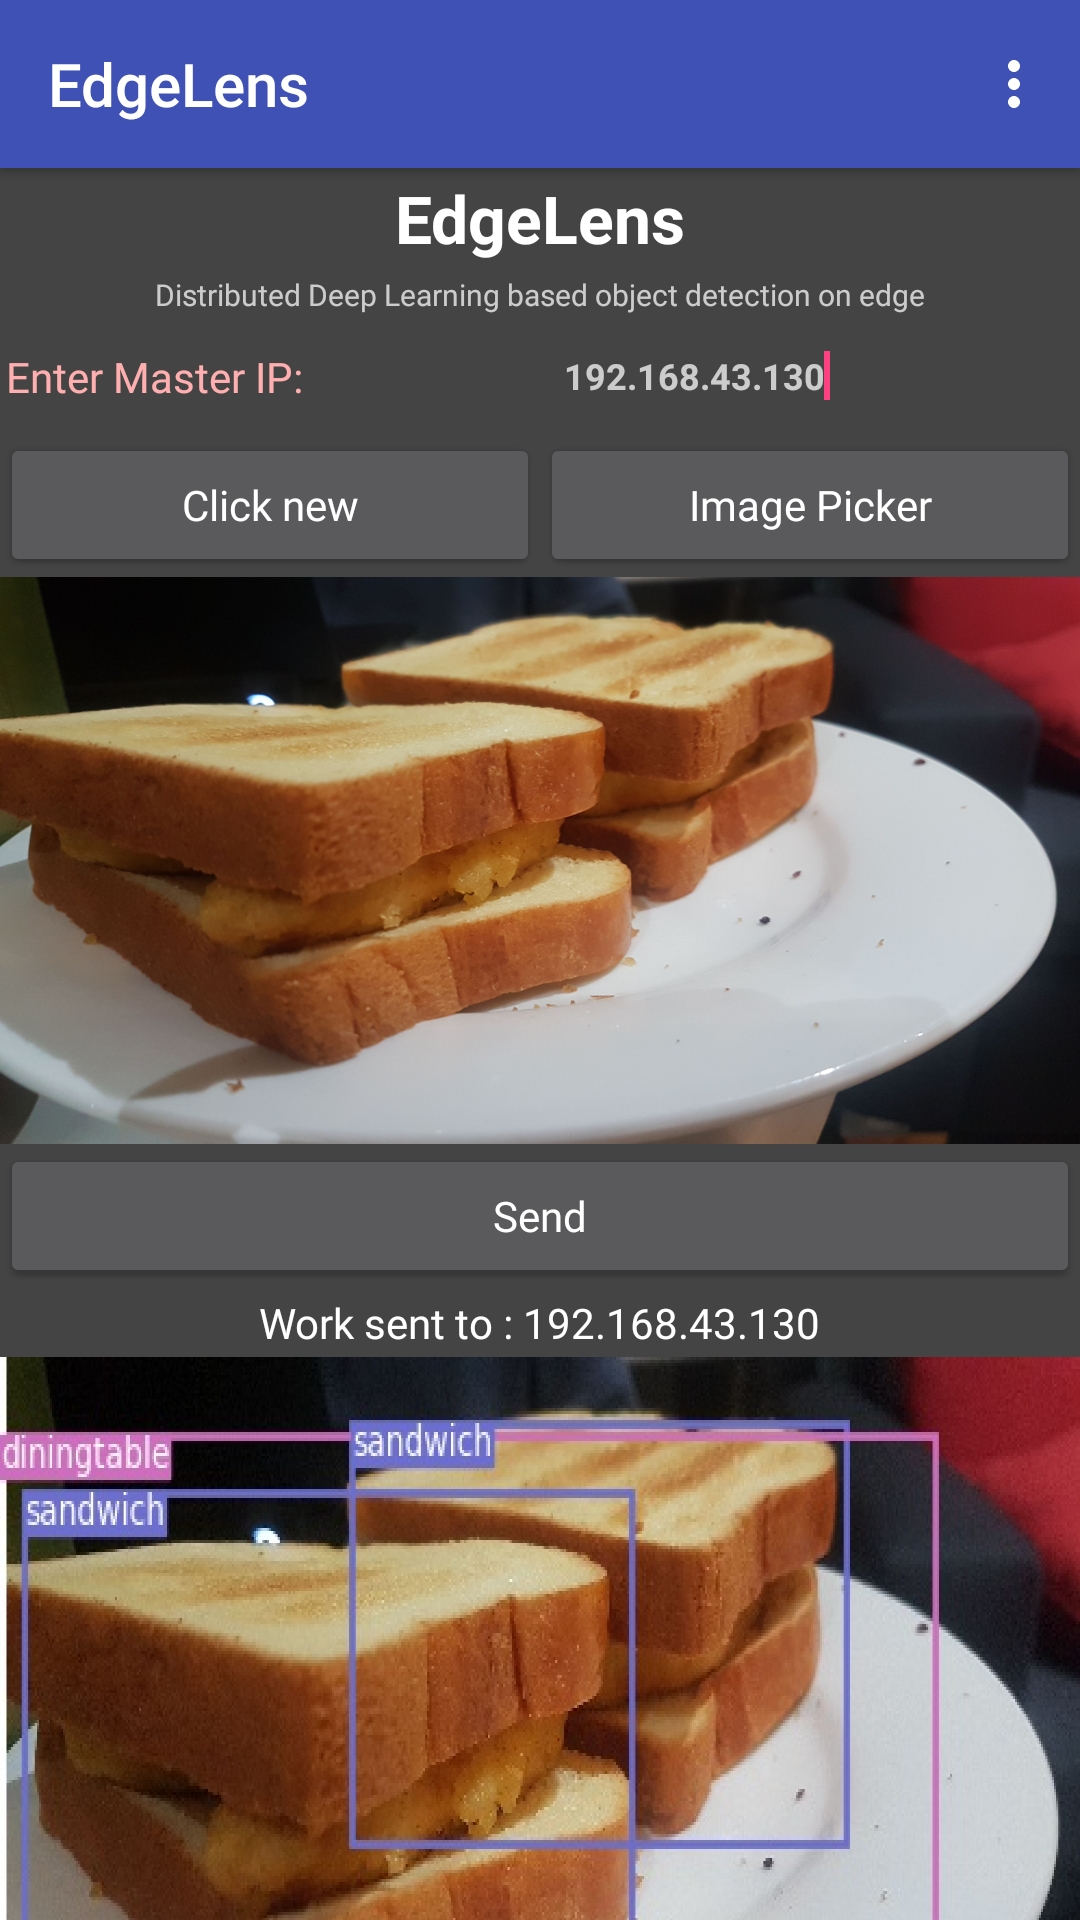 EdgeLens
EdgeLens
Distributed Deep Learning based object detection on edge
Enter Master IP: 192.168.43.130
Click new Image Picker
Send
Work sent to : 192.168.43.130
sandwich
diningtable
sandwich